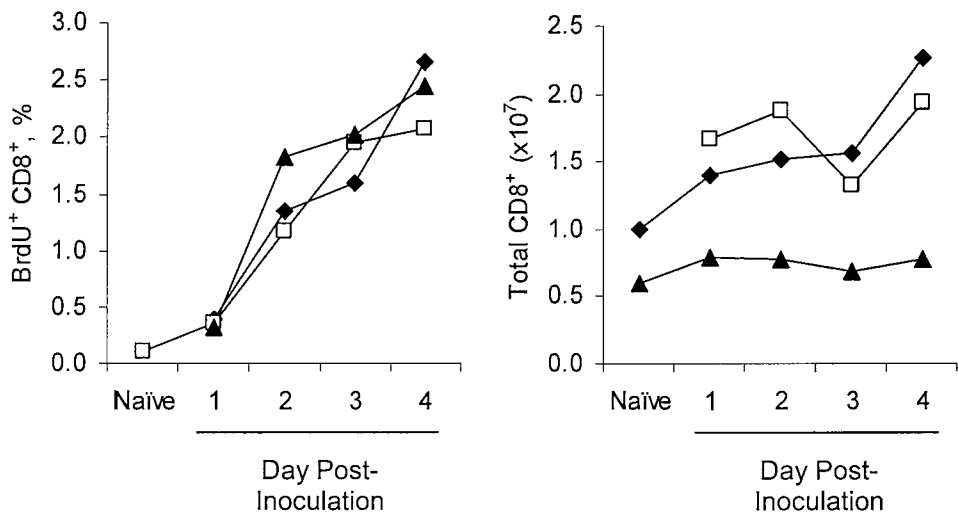 BrdU⁺ CD8⁺, %
3.0
2.5
2.0
1.5
1.0
0.5
0.0
Naïve 1 2 3 4
Day Post-
Inoculation
Total CD8⁺ (x10⁷)
2.5
2.0
1.5
1.0
0.5
0.0
Naïve 1 2 3 4
Day Post-
Inoculation